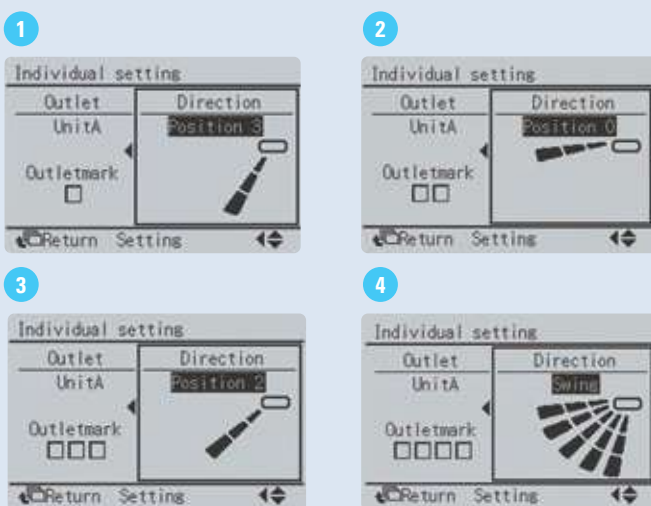 1
Individual setting
Outlet Direction
UnitA Position 3
Outletmark
Return Setting
2
Individual setting
Outlet Direction
UnitA Position 0
Outletmark
Return Setting
3
Individual setting
Outlet Direction
UnitA Position 2
Outletmark
Return Setting
4
Individual setting
Outlet Direction
UnitA Swing
Outletmark
Return Setting